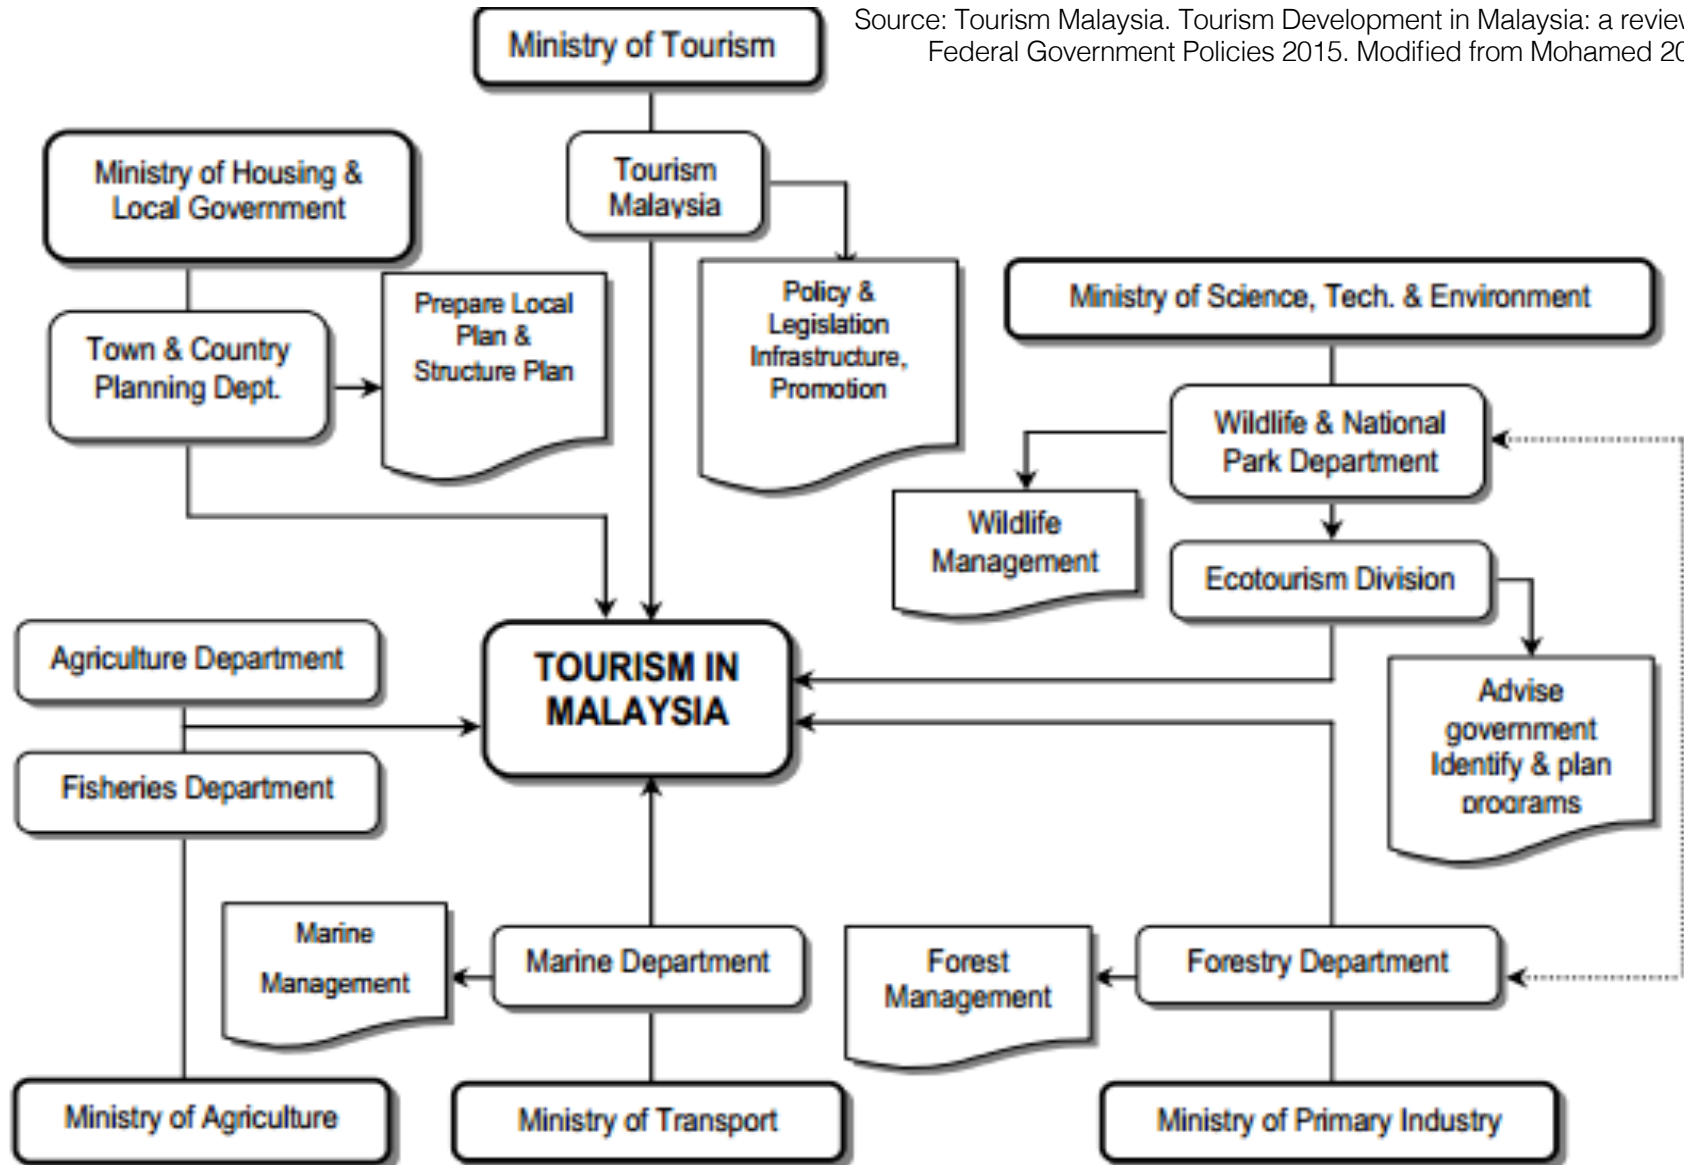 Source: Tourism Malaysia. Tourism Development in Malaysia: a review
Federal Government Policies 2015. Modified from Mohamed 20
Ministry of Tourism
Ministry of Housing &
Local Government
Tourism
Malaysia
Prepare Local
Plan &
Structure Plan
Policy &
Legislation
Infrastructure,
Promotion
Ministry of Science, Tech. & Environment
Town & Country
Planning Dept.
Wildlife & National
Park Department
Wildlife
Management
Ecotourism Division
Agriculture Department
TOURISM IN
MALAYSIA
Advise
government
Identify & plan
programs
Fisheries Department
Marine
Management
Marine Department
Forest
Management
Forestry Department
Ministry of Agriculture
Ministry of Transport
Ministry of Primary Industry